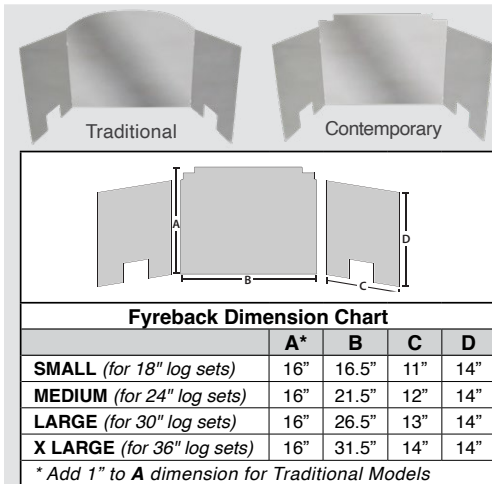 Traditional
Contemporary
A
B
C
D
Fyreback Dimension Chart
A* B C D
SMALL (for 18" log sets) 16” 16.5” 11” 14”
MEDIUM (for 24" log sets) 16” 21.5” 12” 14”
LARGE (for 30" log sets) 16” 26.5” 13” 14”
X LARGE (for 36" log sets) 16” 31.5” 14” 14”
* Add 1” to A dimension for Traditional Models